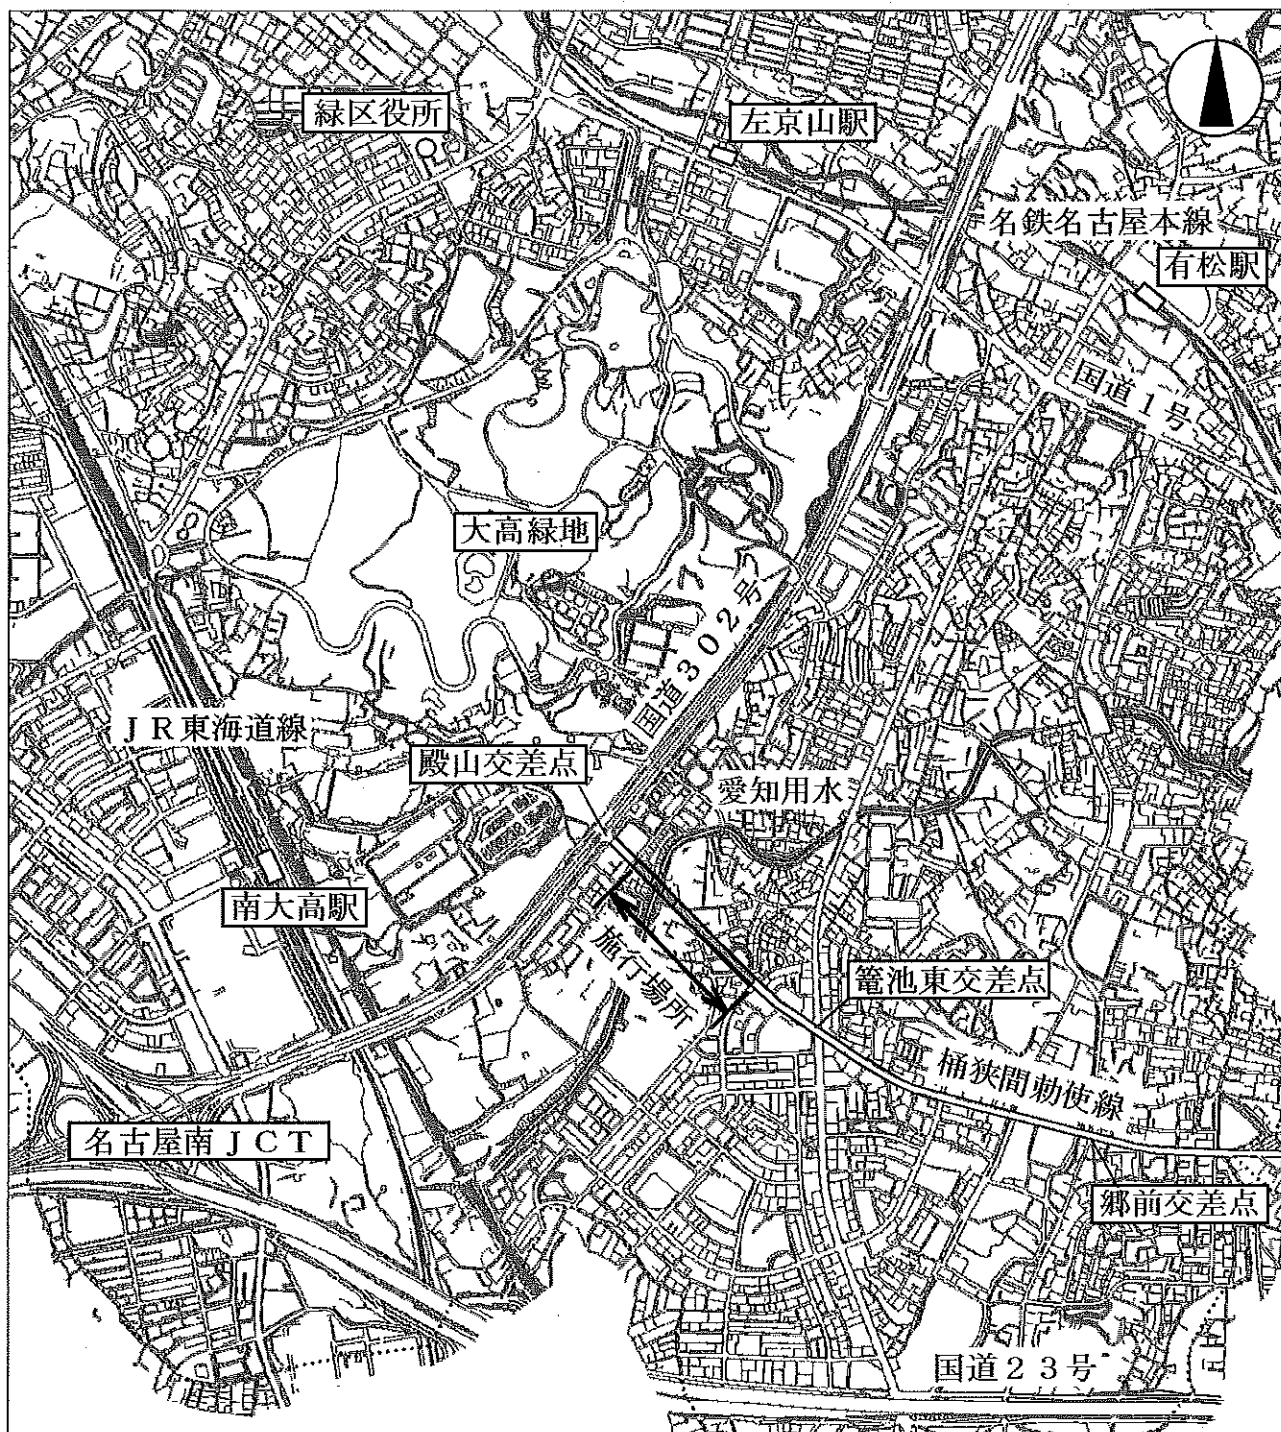 緑区役所
左京山駅
名鉄名古屋本線
有松駅
国道1号
大高緑地
国道302号
JR東海道線
殿山交差点
愛知用水
南大高駅
施行場所
篭池東交差点
桶狭間勅使線
名古屋南JCT
郷前交差点
国道23号